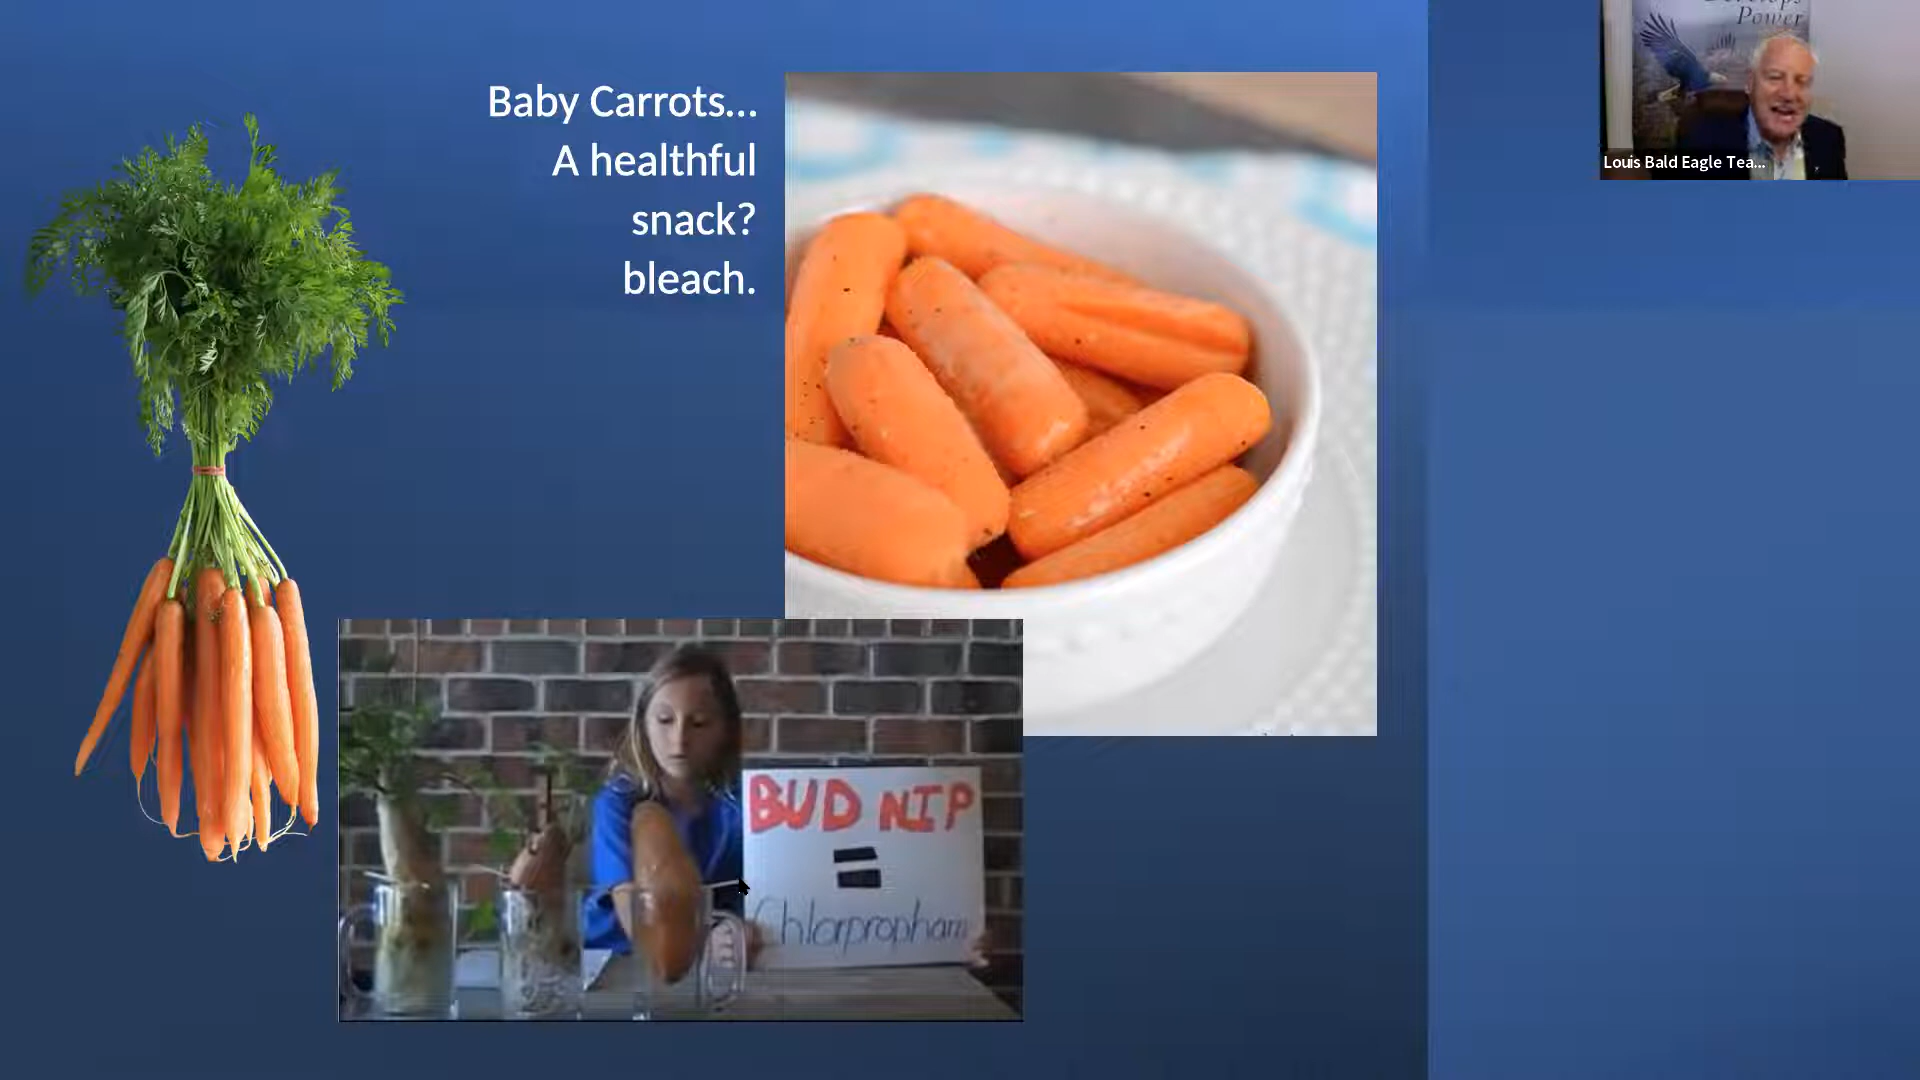 Baby Carrots...
A healthful
snack?
bleach.
Power
Louis Bald Eagle Tea...
BUD NIP
=
Chlorpropham